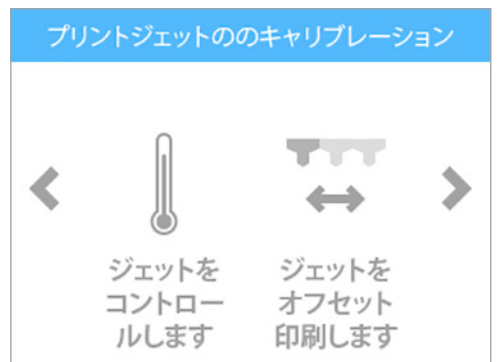 プリントジェットののキャリブレーション
ジェットを
コントロー
ルします
ジェットを
オフセット
印刷します